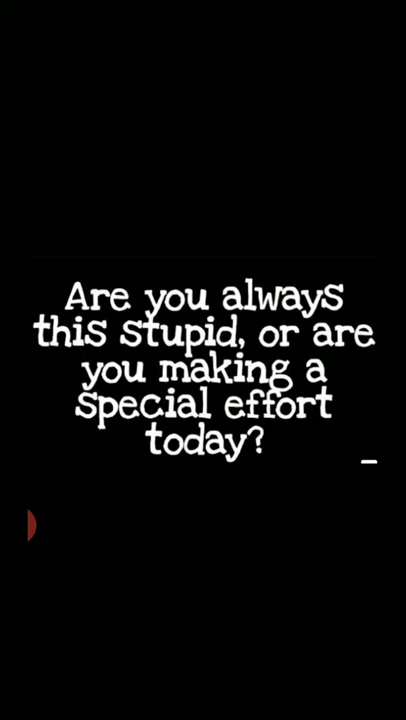 Are you always
this stupid, or are
you making a
special effort
today?